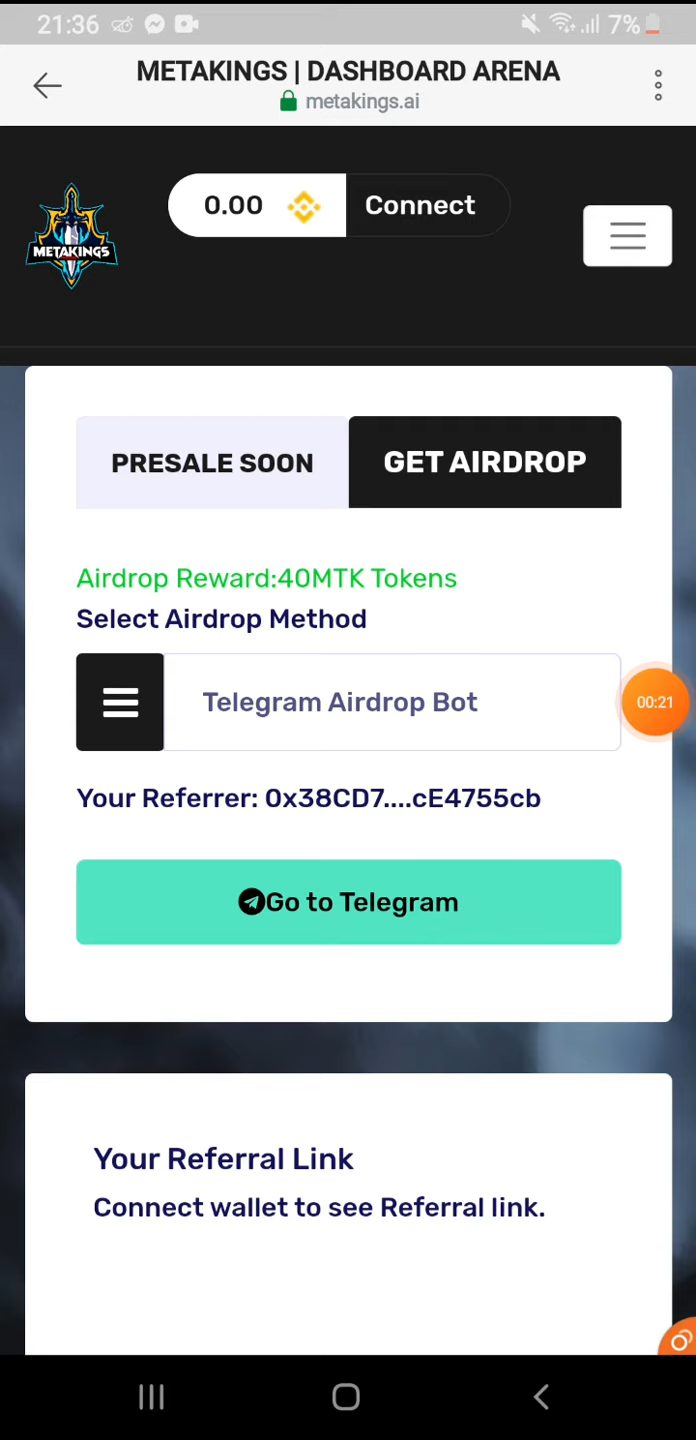 21:36
7%
METAKINGS | DASHBOARD ARENA
metakings.ai
METAKINGS
0.00
Connect
PRESALE SOON
GET AIRDROP
Airdrop Reward:40MTK Tokens
Select Airdrop Method
Telegram Airdrop Bot
00:21
Your Referrer: 0x38CD7....cE4755cb
Go to Telegram
Your Referral Link
Connect wallet to see Referral link.